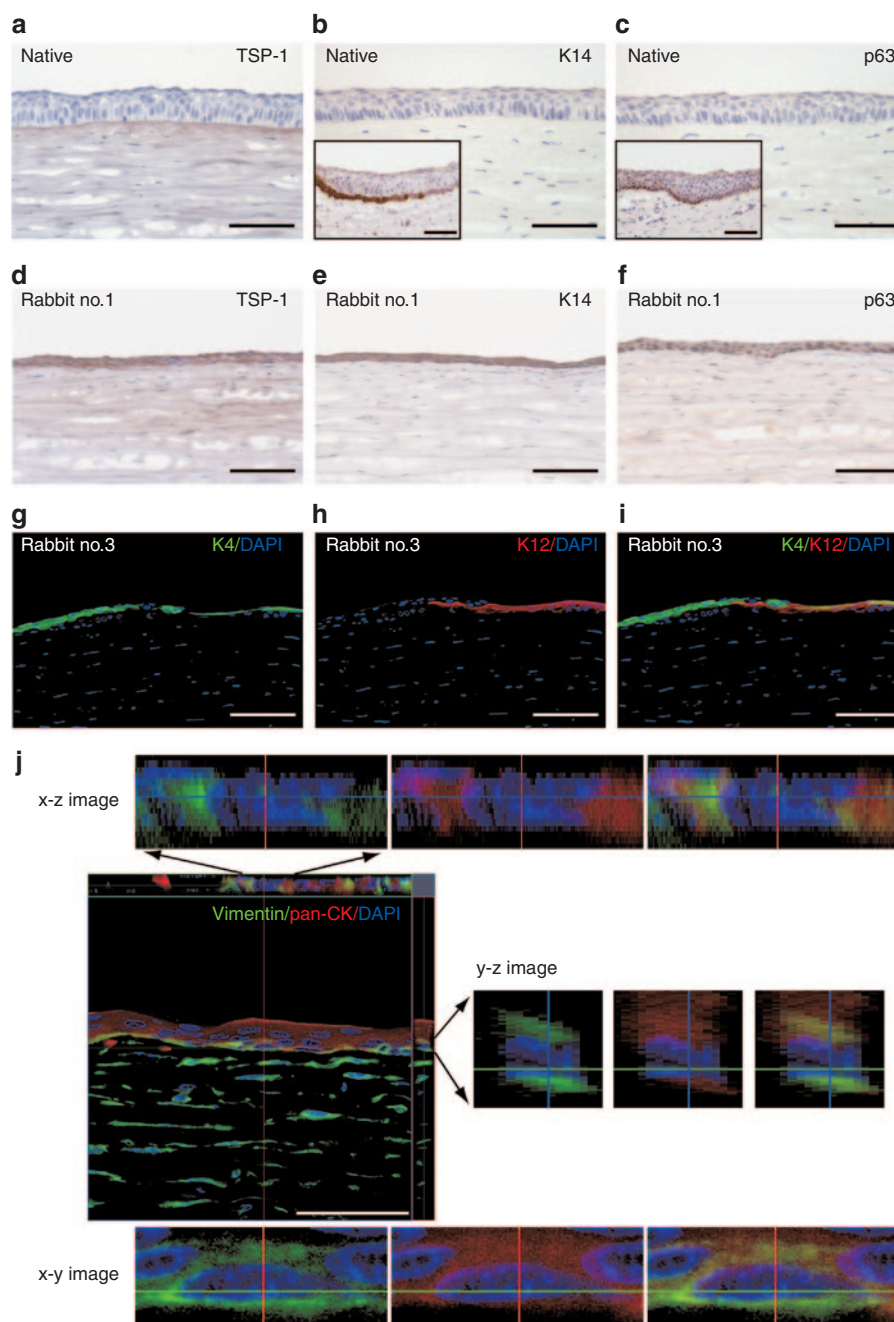 a
Native TSP-1
b
Native K14
c
Native p63
d
Rabbit no.1 TSP-1
e
Rabbit no.1 K14
f
Rabbit no.1 p63
g
Rabbit no.3 K4/DAPI
h
Rabbit no.3 K12/DAPI
i
Rabbit no.3 K4/K12/DAPI
j
x-z image
Vimentin/pan-CK/DAPI
y-z image
x-y image